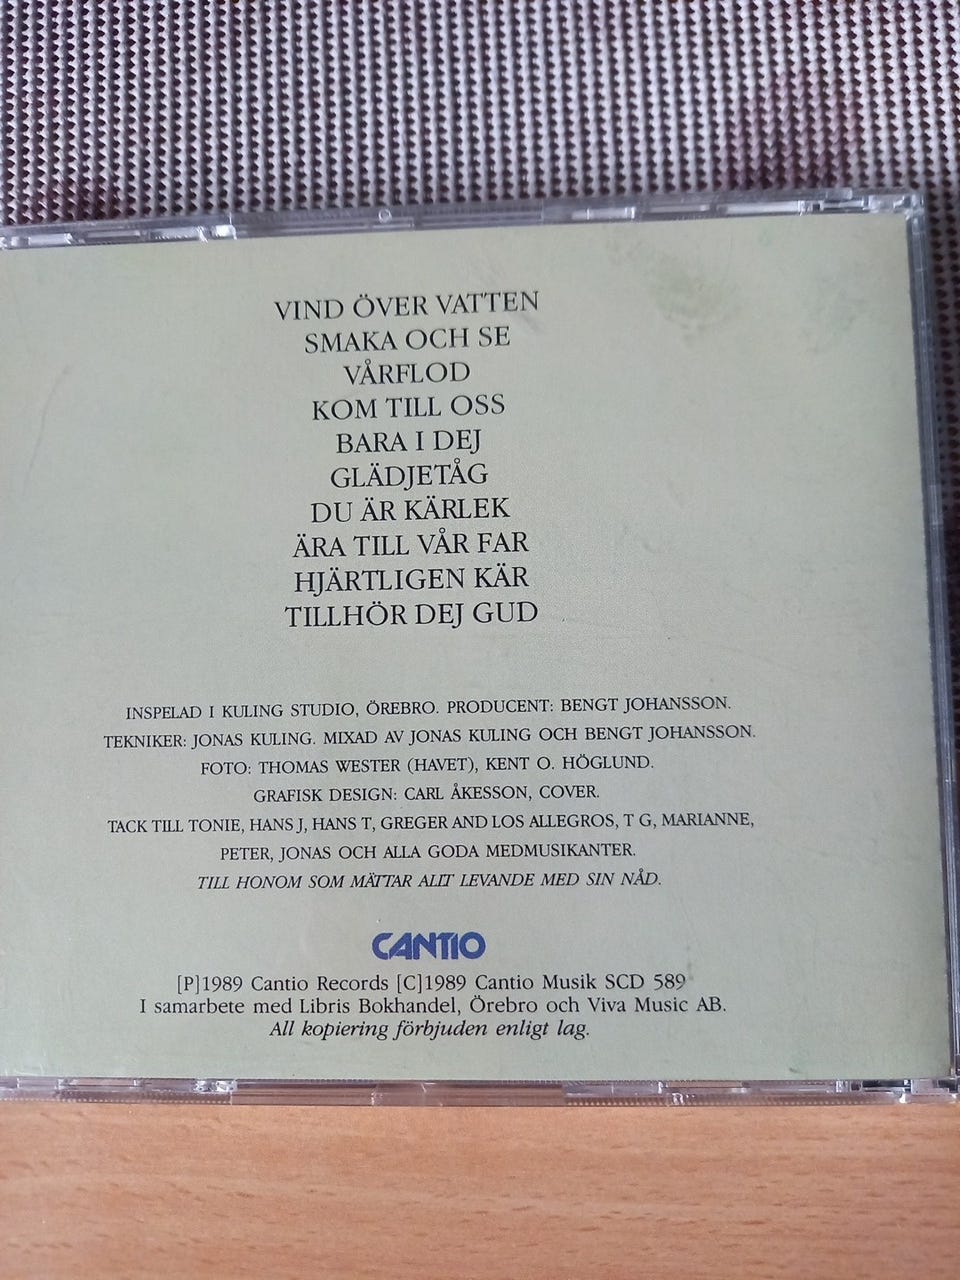 VIND ÖVER VATTEN
SMAKA OCH SE
VÅRFLOD
KOM TILL OSS
BARA I DEJ
GLÄDJETÅG
DU ÄR KÄRLEK
ÄRA TILL VÅR FAR
HJÄRTLIGEN KÄR
TILLHÖR DEJ GUD
INSPELAD I KULING STUDIO, ÖREBRO. PRODUCENT: BENGT JOHANSSON.
TEKNIKER: JONAS KULING. MIXAD AV JONAS KULING OCH BENGT JOHANSSON.
FOTO: THOMAS WESTER (HAVET), KENT O. HÖGLUND.
GRAFISK DESIGN: CARL ÅKESSON, COVER.
TACK TILL TONIE, HANS J, HANS T, GREGER AND LOS ALLEGROS, T G, MARIANNE,
PETER, JONAS OCH ALLA GODA MEDMUSIKANTER.
TILL HONOM SOM MÄTTAR ALLT LEVANDE MED SIN NÅD.
CANTIO
[P]1989 Cantio Records [C]1989 Cantio Musik SCD 589
I samarbete med Libris Bokhandel, Örebro och Viva Music AB.
All kopiering förbjuden enligt lag.